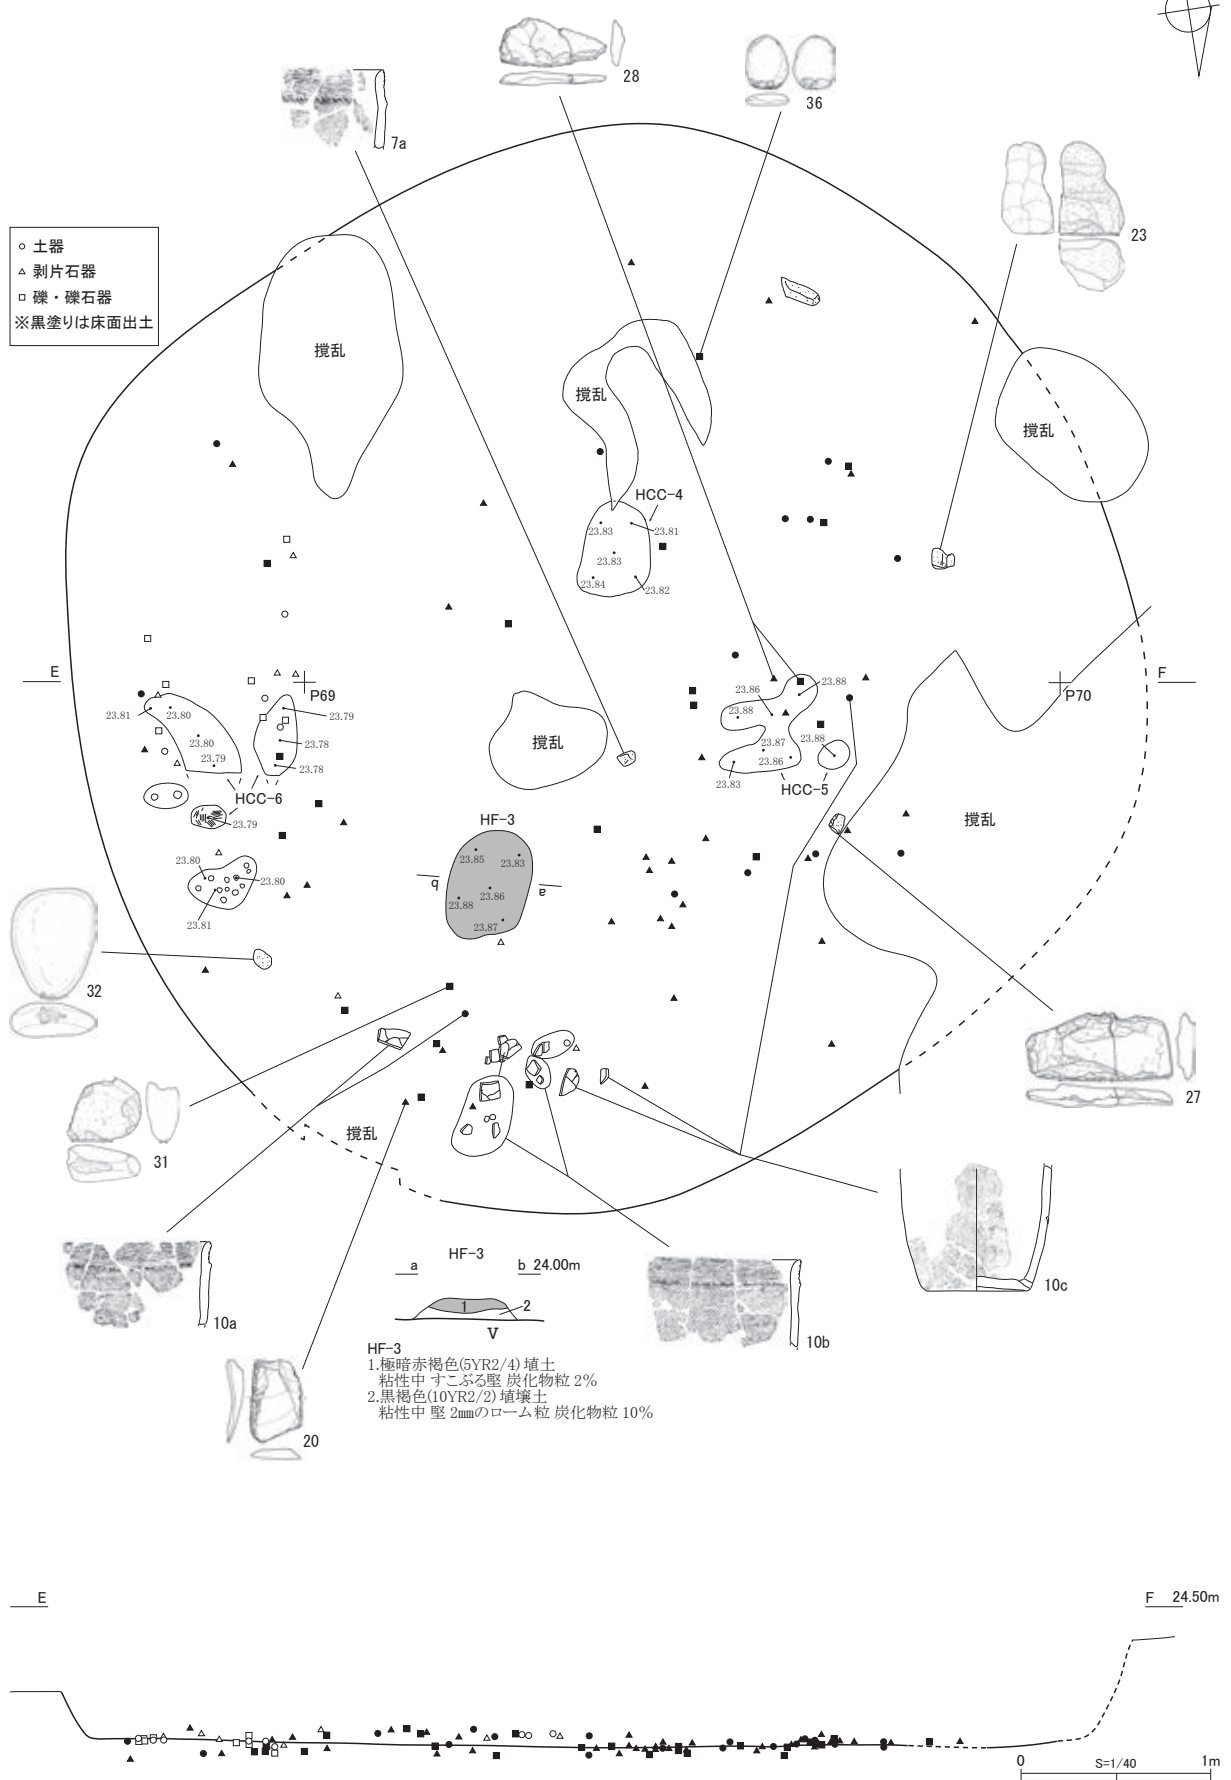 28
36
7a
23
○ 土器
△ 剥片石器
□ 礫・礫石器
※黒塗りは床面出土
撹乱
撹乱
撹乱
HCC-4
23.83
23.81
23.83
23.84
23.82
E
F
P69
P70
23.81
23.80
23.80
23.79
23.79
23.78
23.78
HCC-6
23.79
23.80
23.80
23.81
撹乱
23.88
23.86
23.88
23.87
23.88
23.86
23.83
HCC-5
撹乱
HF-3
23.85
23.83
23.86
23.88
23.87
b
a
32
27
31
撹乱
10a
10b
10c
20
HF-3
a
b 24.00m
1
2
V
HF-3
1.極暗赤褐色(5YR2/4) 埴土
粘性中 すこぶる堅 炭化物粒 2%
2.黒褐色(10YR2/2) 埴壌土
粘性中 堅 2㎜のローム粒 炭化物粒 10%
E
F 24.50m
0
S=1/40
1m